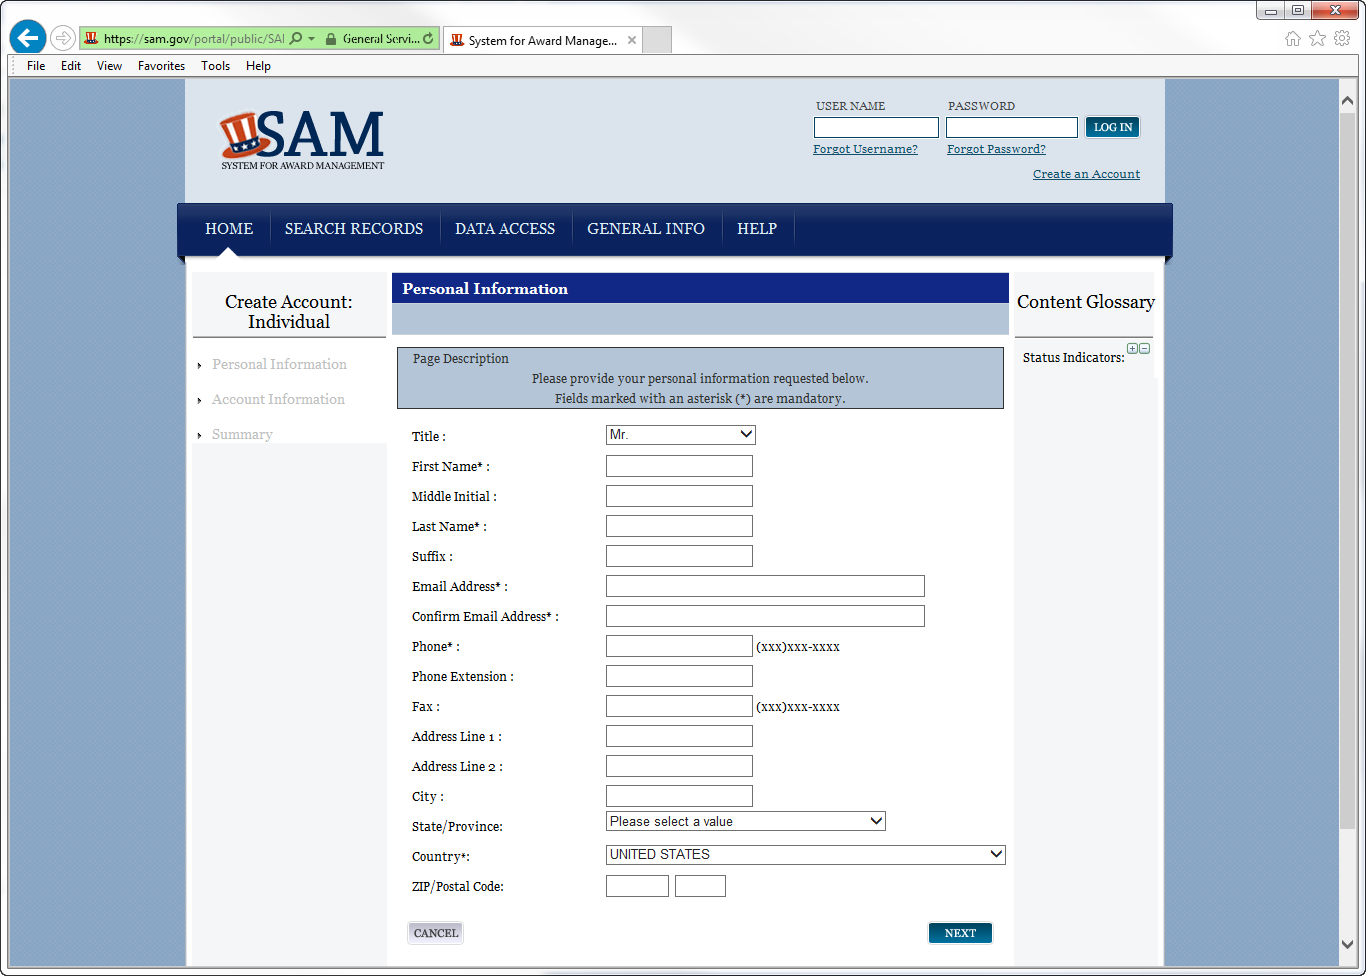 https://sam.gov/portal/public/SAI
General Servi...
System for Award Manage...
File Edit View Favorites Tools Help
SAM
SYSTEM FOR AWARD MANAGEMENT
USER NAME PASSWORD
LOG IN
Forgot Username? Forgot Password?
Create an Account
HOME SEARCH RECORDS DATA ACCESS GENERAL INFO HELP
Create Account:
Individual
Personal Information
Account Information
Summary
Personal Information
Page Description
Please provide your personal information requested below.
Fields marked with an asterisk (*) are mandatory.
Title : Mr.
First Name* :
Middle Initial :
Last Name* :
Suffix :
Email Address* :
Confirm Email Address* :
Phone* : (xxx)xxx-xxxx
Phone Extension :
Fax : (xxx)xxx-xxxx
Address Line 1 :
Address Line 2 :
City :
State/Province: Please select a value
Country*: UNITED STATES
ZIP/Postal Code:
CANCEL NEXT
Content Glossary
Status Indicators: